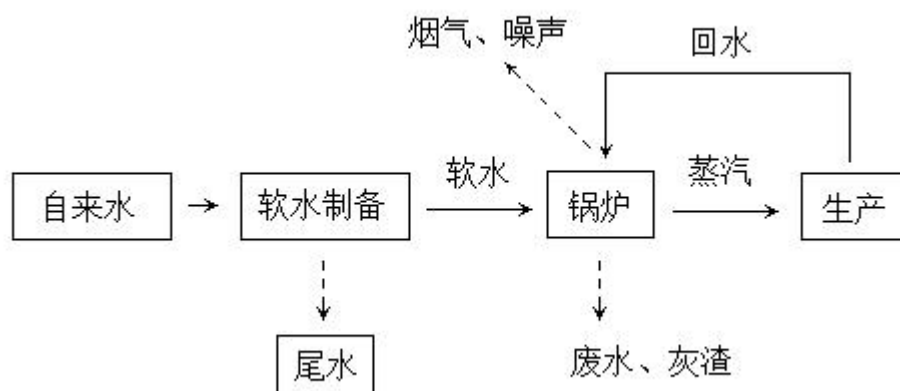 烟气、噪声
回水
软水
蒸汽
自来水
软水制备
锅炉
生产
尾水
废水、灰渣